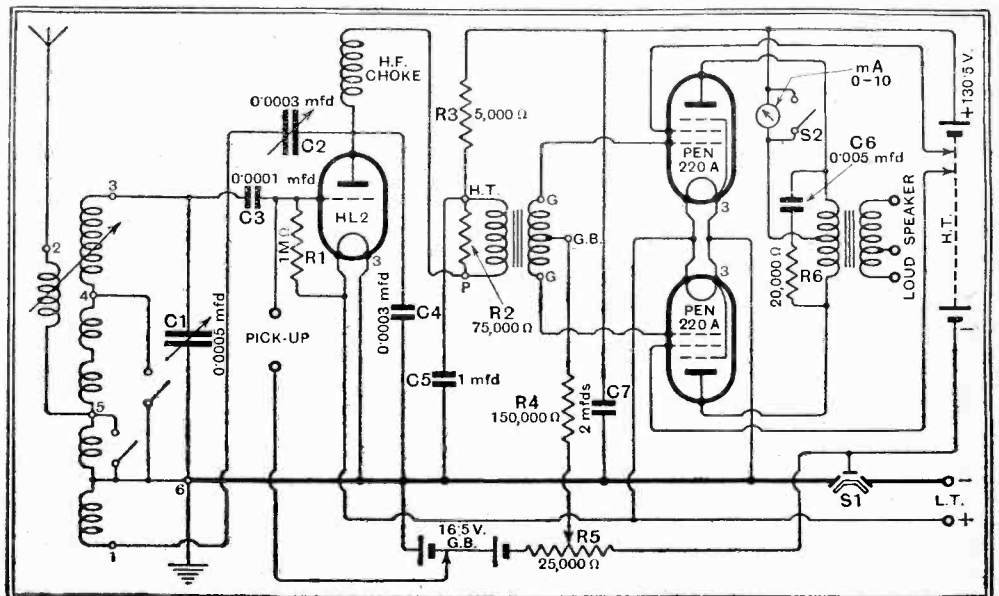 H.F.
CHOKE
0.0003 mfd
C2
0.0001 mfd
C3
HL2
3
1MΩ
R1
2
3
4
5
6
1
C1
0.0005 mfd
PICK-UP
0.0003 mfd
C4
C5
1 mfd
R3
5,000 Ω
H.T.
P
R2
75,000 Ω
G
G.B.
G
R4
150,000 Ω
2 mfds
C7
PEN
220 A
3
3
PEN
220 A
mA
0-10
S2
C6
0.005 mfd
20,000 Ω
R6
LOUD SPEAKER
+130.5 V.
H.T.
-
16.5 V.
G.B.
R5
25,000 Ω
S1
-
L.T.
+